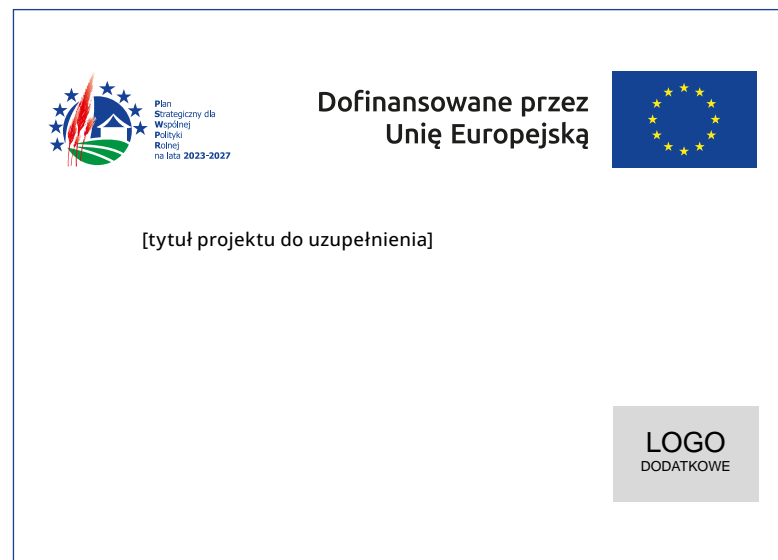 Plan
Strategiczny dla
Wspólnej
Polityki
Rolnej
na lata 2023-2027
Dofinansowane przez
Unię Europejską
[tytuł projektu do uzupełnienia]
LOGO
DODATKOWE